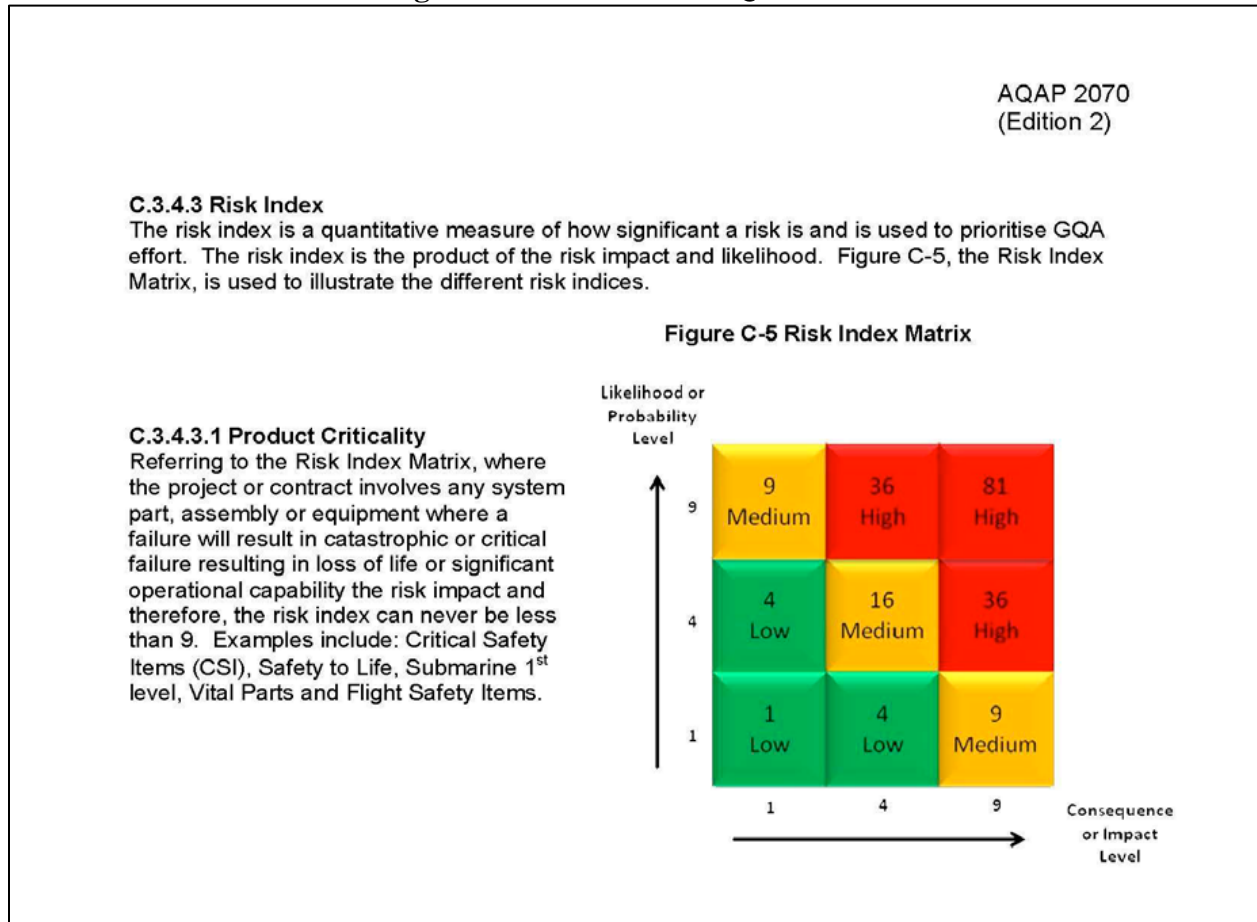 AQAP 2070
(Edition 2)
C.3.4.3 Risk Index
The risk index is a quantitative measure of how significant a risk is and is used to prioritise GQA
effort.  The risk index is the product of the risk impact and likelihood.  Figure C-5, the Risk Index
Matrix, is used to illustrate the different risk indices.
Figure C-5 Risk Index Matrix
C.3.4.3.1 Product Criticality
Referring to the Risk Index Matrix, where
the project or contract involves any system
part, assembly or equipment where a
failure will result in catastrophic or critical
failure resulting in loss of life or significant
operational capability the risk impact and
therefore, the risk index can never be less
than 9.  Examples include: Critical Safety
Items (CSI), Safety to Life, Submarine 1st
level, Vital Parts and Flight Safety Items.
Likelihood or
Probability
Level
9
9
Medium
36
High
81
High
4
4
Low
16
Medium
36
High
1
1
Low
4
Low
9
Medium
1
4
9
Consequence
or Impact
Level